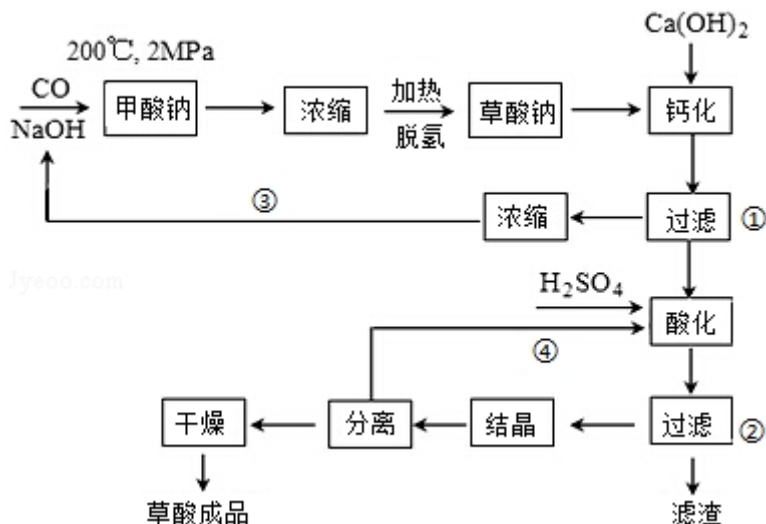 Ca(OH)₂
200℃, 2MPa
CO
NaOH
甲酸钠
浓缩
加热
脱氢
草酸钠
钙化
③
浓缩
过滤
①
Jyeoo.com
H₂SO₄
酸化
④
干燥
分离
结晶
过滤
②
草酸成品
滤渣